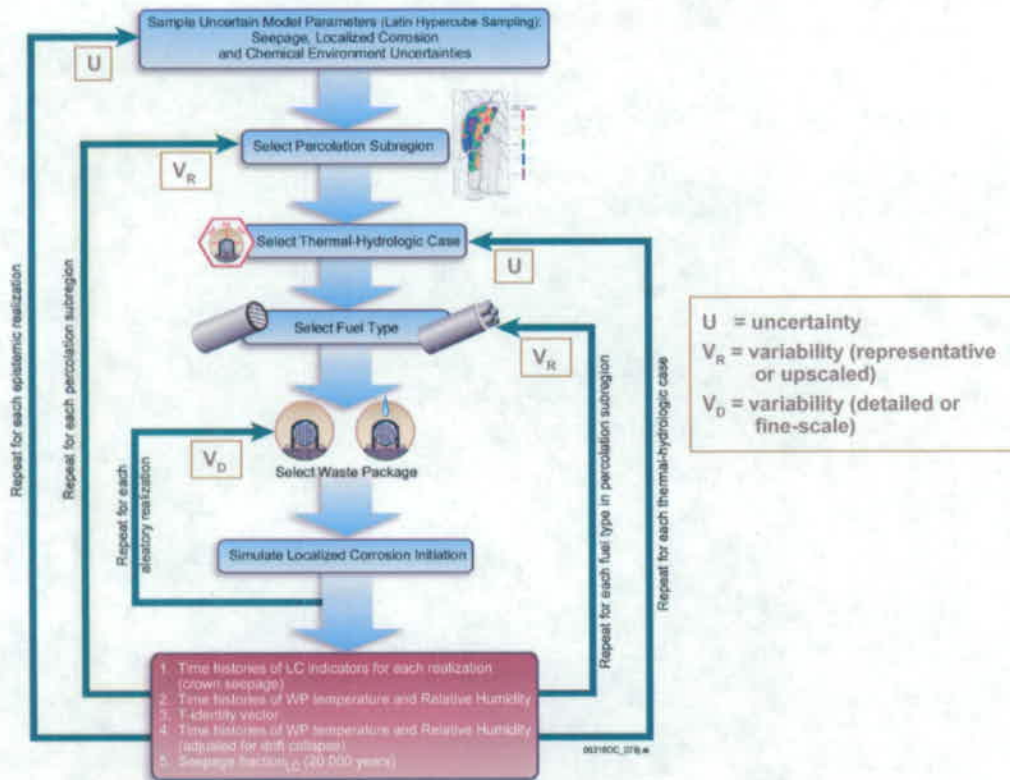 Sample Uncertain Model Parameters (Latin Hypercube Sampling):
Seepage, Localized Corrosion
and Chemical Environment Uncertainties
U
Select Percolation Subregion
V_R
Select Thermal-Hydrologic Case
U
Select Fuel Type
V_R
V_D
Select Waste Package
Simulate Localized Corrosion Initiation
1. Time histories of LC indicators for each realization
(crown seepage)
2. Time histories of WP temperature and Relative Humidity
3. T-identity vector
4. Time histories of WP temperature and Relative Humidity
(adjusted for drift collapse)
5. Seepage fraction_LC (20,000 years)
Repeat for each epistemic realization
Repeat for each percolation subregion
Repeat for each
aleatory realization
Repeat for each fuel type in percolation subregion
Repeat for each thermal-hydrologic case
U = uncertainty
V_R = variability (representative
or upscaled)
V_D = variability (detailed or
fine-scale)